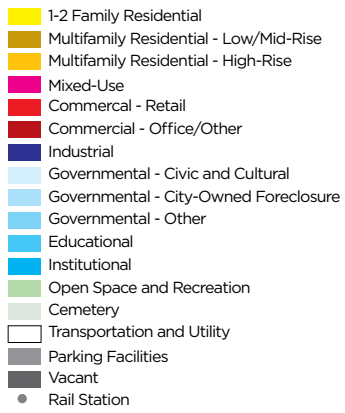 1-2 Family Residential
Multifamily Residential - Low/Mid-Rise
Multifamily Residential - High-Rise
Mixed-Use
Commercal - Retail
Commercial - Office/Other
Industrial
Governmental - Civic and Cultural
Governmental - City-Owned Foreclosure
Governmental - Other
Educational
Institutional
Open Space and Recreation
Cemetery
Transportation and Utility
Parking Facilities
Vacant
Rail Station